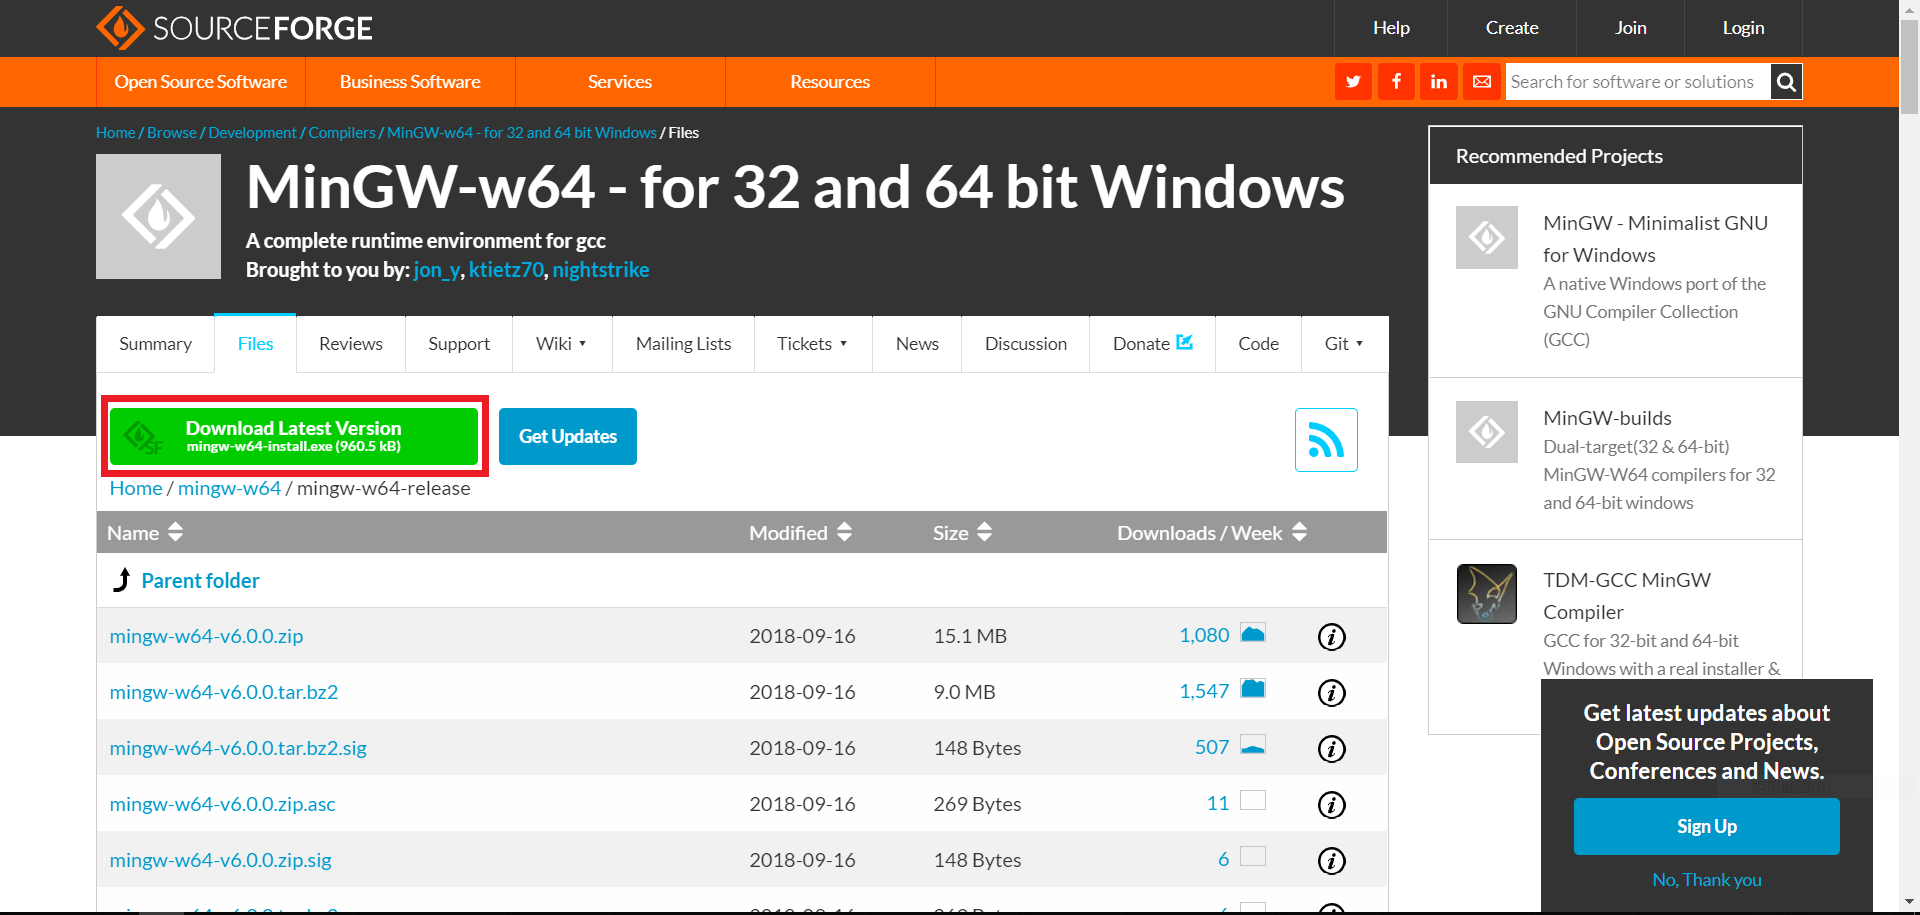 SOURCEFORGE
Help
Create
Join
Login
Open Source Software
Business Software
Services
Resources
Search for software or solutions
Home / Browse / Development / Compilers / MinGW-w64 - for 32 and 64 bit Windows / Files
MinGW-w64 - for 32 and 64 bit Windows
A complete runtime environment for gcc
Brought to you by: jon_y, ktietz70, nightstrike
Summary
Files
Reviews
Support
Wiki
Mailing Lists
Tickets
News
Discussion
Donate
Code
Git
SF
Download Latest Version
mingw-w64-install.exe (960.5 kB)
Get Updates
Home / mingw-w64 / mingw-w64-release
Name Modified Size Downloads / Week
Parent folder
mingw-w64-v6.0.0.zip 2018-09-16 15.1 MB 1,080
mingw-w64-v6.0.0.tar.bz2 2018-09-16 9.0 MB 1,547
mingw-w64-v6.0.0.tar.bz2.sig 2018-09-16 148 Bytes 507
mingw-w64-v6.0.0.zip.asc 2018-09-16 269 Bytes 11
mingw-w64-v6.0.0.zip.sig 2018-09-16 148 Bytes 6
Recommended Projects
MinGW - Minimalist GNU
for Windows
A native Windows port of the
GNU Compiler Collection
(GCC)
MinGW-builds
Dual-target(32 & 64-bit)
MinGW-W64 compilers for 32
and 64-bit windows
TDM-GCC MinGW
Compiler
GCC for 32-bit and 64-bit
Windows with a real installer &
Get latest updates about
Open Source Projects,
Conferences and News.
Sign Up
No, Thank you